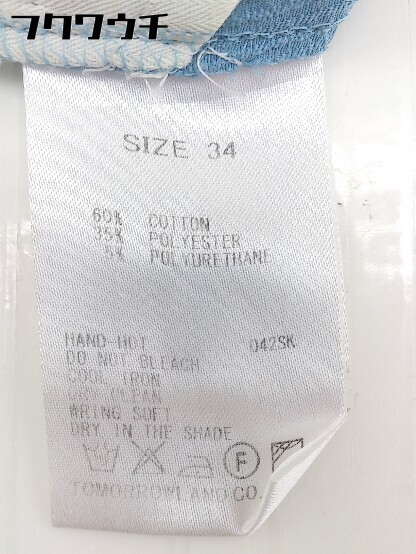 フクワウチ
SIZE 34
60% COTTON
35% POLYESTER
5% POLYURETHANE
HAND-HOT 042SK
DO NOT BLEACH
COOL IRON
DRY CLEAN
WRING SOFT
DRY IN THE SHADE
F
TOMORROWLAND CO.